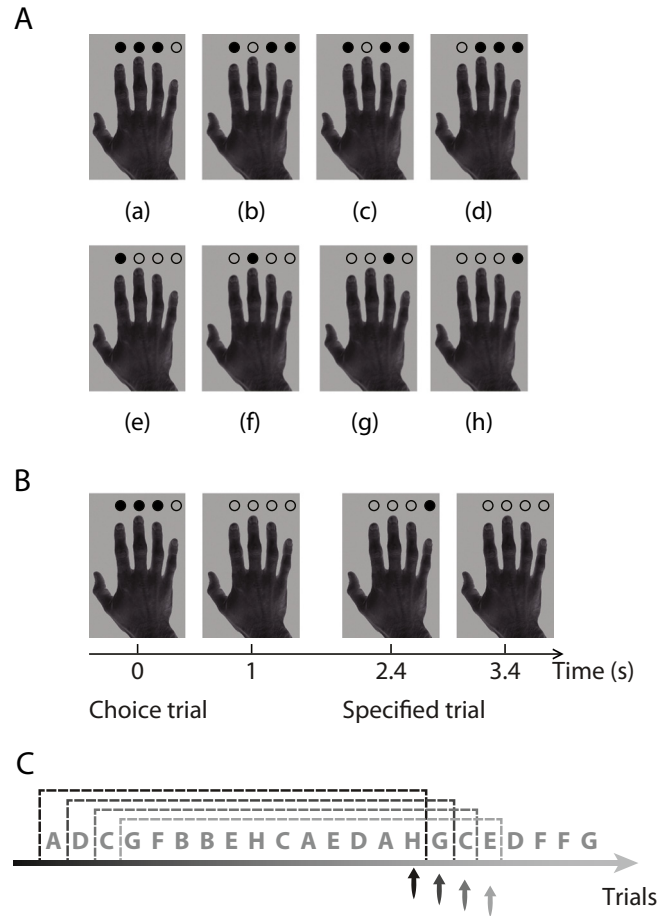 A
(a) (b) (c) (d)
(e) (f) (g) (h)
B
0 1 2.4 3.4 Time (s)
Choice trial Specified trial
C
A D C G F B B E H C A E D A H G C E D F F G
Trials